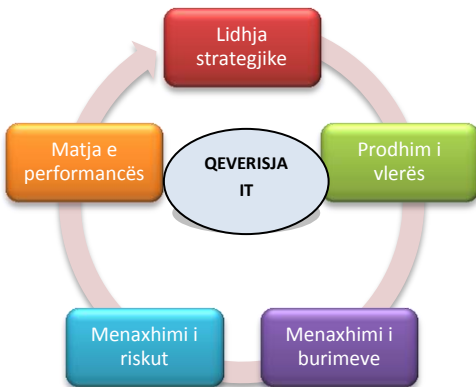 Lidhja
strategjike
Matja e
performancës
QEVERISJA
IT
Prodhim i
vlerës
Menaxhimi i
riskut
Menaxhimi i
burimeve